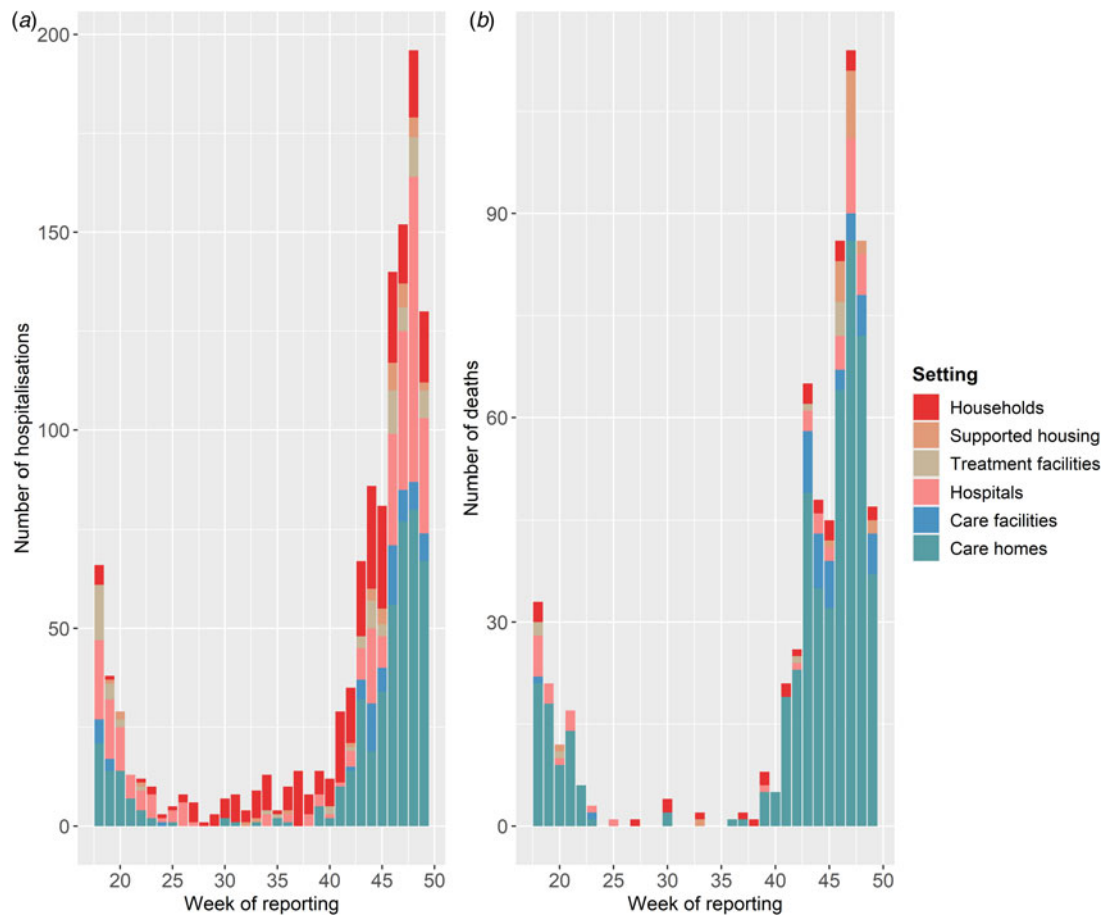 (a)
Number of hospitalisations
200
150
100
50
0
20 25 30 35 40 45 50
Week of reporting
(b)
Number of deaths
90
60
30
0
20 25 30 35 40 45 50
Week of reporting
Setting
Households
Supported housing
Treatment facilities
Hospitals
Care facilities
Care homes